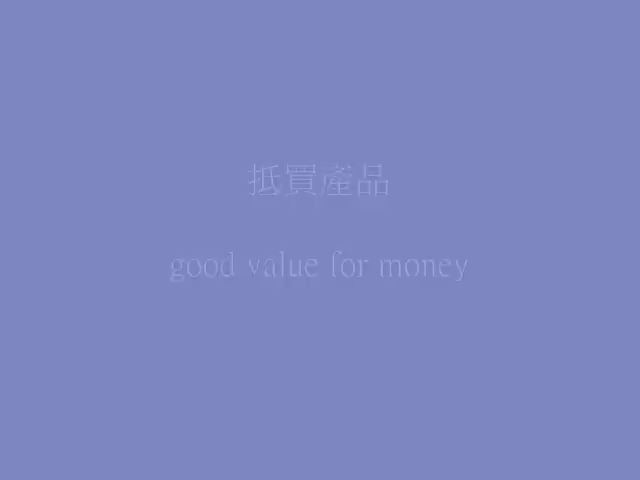 抵買產品
good value for money